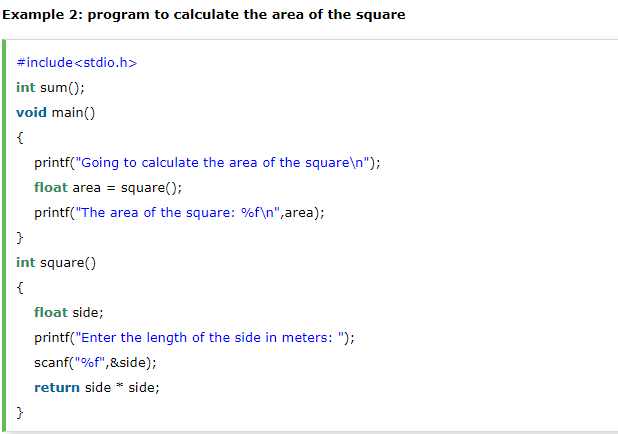 Example 2: program to calculate the area of the square
#include<stdio.h>
int sum();
void main()
{
printf("Going to calculate the area of the square\n");
float area = square();
printf("The area of the square: %f\n",area);
}
int square()
{
float side;
printf("Enter the length of the side in meters: ");
scanf("%f",&side);
return side * side;
}